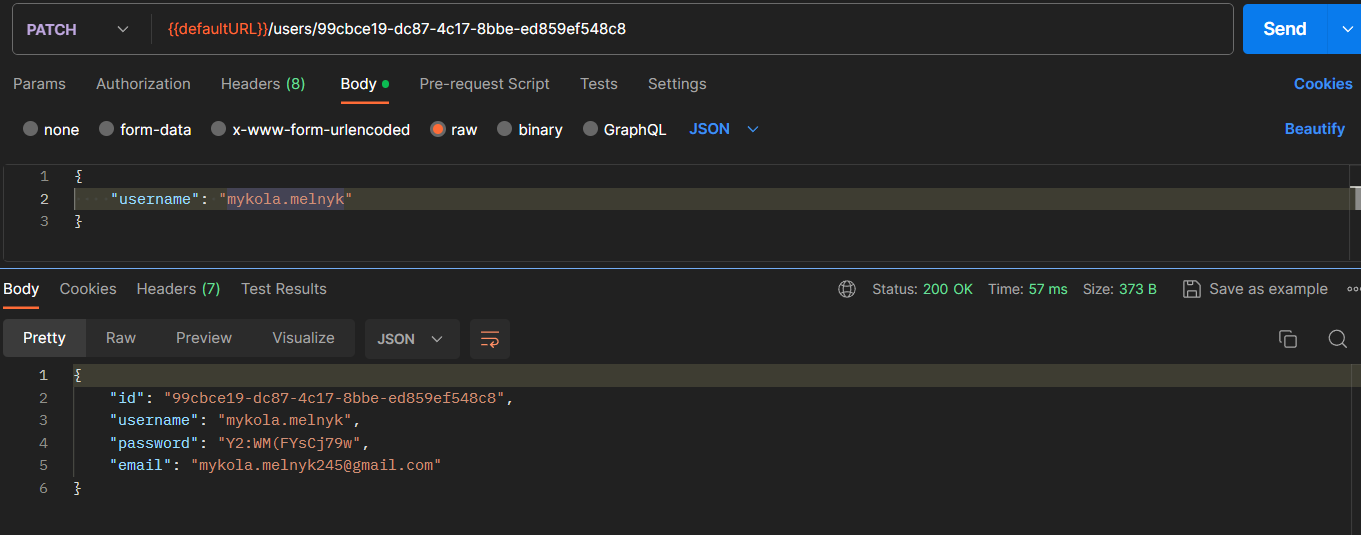 PATCH {{defaultURL}}/users/99cbce19-dc87-4c17-8bbe-ed859ef548c8 Send
Params Authorization Headers (8) Body Pre-request Script Tests Settings Cookies
none form-data x-www-form-urlencoded raw binary GraphQL JSON Beautify
1 {
2 "username": "mykola.melnyk"
3 }
Body Cookies Headers (7) Test Results Status: 200 OK Time: 57 ms Size: 373 B Save as example
Pretty Raw Preview Visualize JSON
1 {
2 "id": "99cbce19-dc87-4c17-8bbe-ed859ef548c8",
3 "username": "mykola.melnyk",
4 "password": "Y2:WM(FYsCj79w",
5 "email": "mykola.melnyk245@gmail.com"
6 }